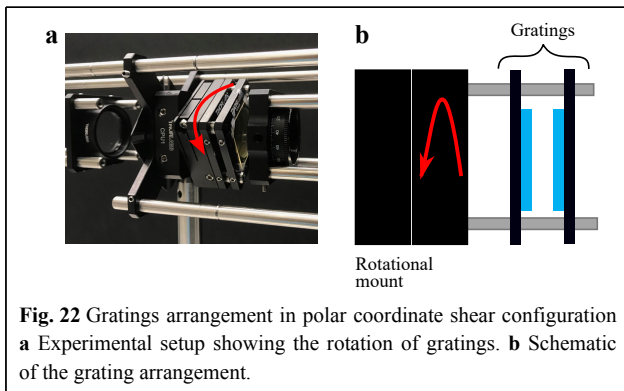 a
b
Gratings
Rotational
mount
Fig. 22 Gratings arrangement in polar coordinate shear configuration
a Experimental setup showing the rotation of gratings. b Schematic
of the grating arrangement.